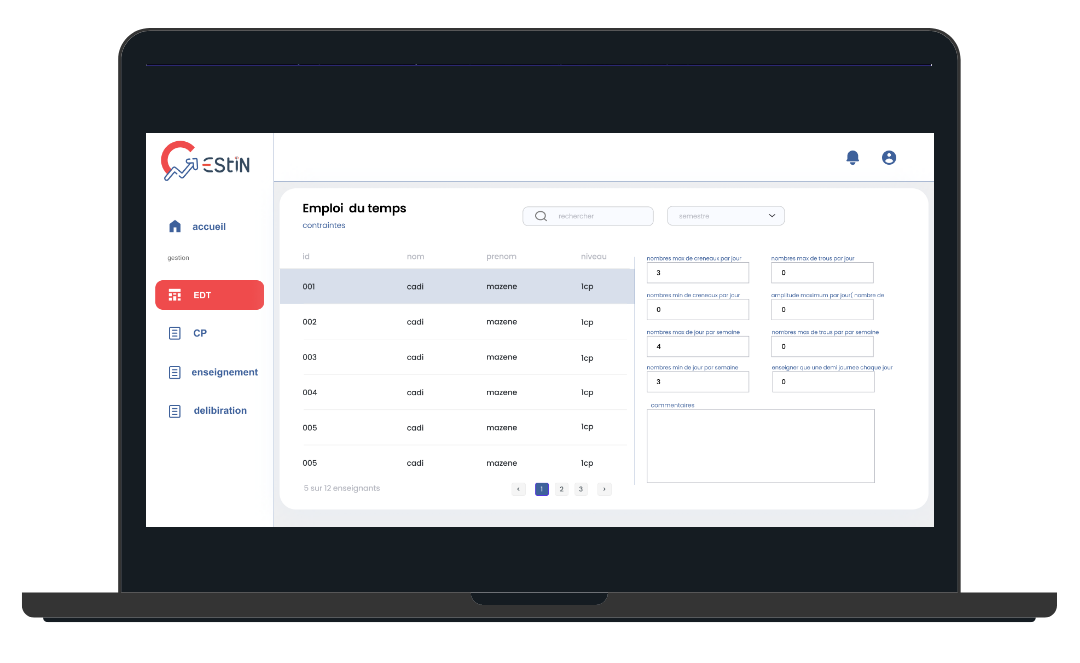 ESTiN
accueil
gestion
EDT
CP
enseignement
delibiration
Emploi du temps
contraintes
rechercher
semestre
id nom prenom niveau
001 cadi mazene 1cp
002 cadi mazene 1cp
003 cadi mazene 1cp
004 cadi mazene 1cp
005 cadi mazene 1cp
005 cadi mazene 1cp
5 sur 12 enseignants
‹ 1 2 3 ›
nombres max de creneaux par jour
3
nombres max de trous par jour
0
nombres min de creneaux par jour
0
amplitude maximum par jour( nombre de
0
nombres max de jour par semaine
4
nombres max de trous par par semaine
0
nombres min de jour par semaine
3
enseigner que une demi journee chaque jour
0
commentaires